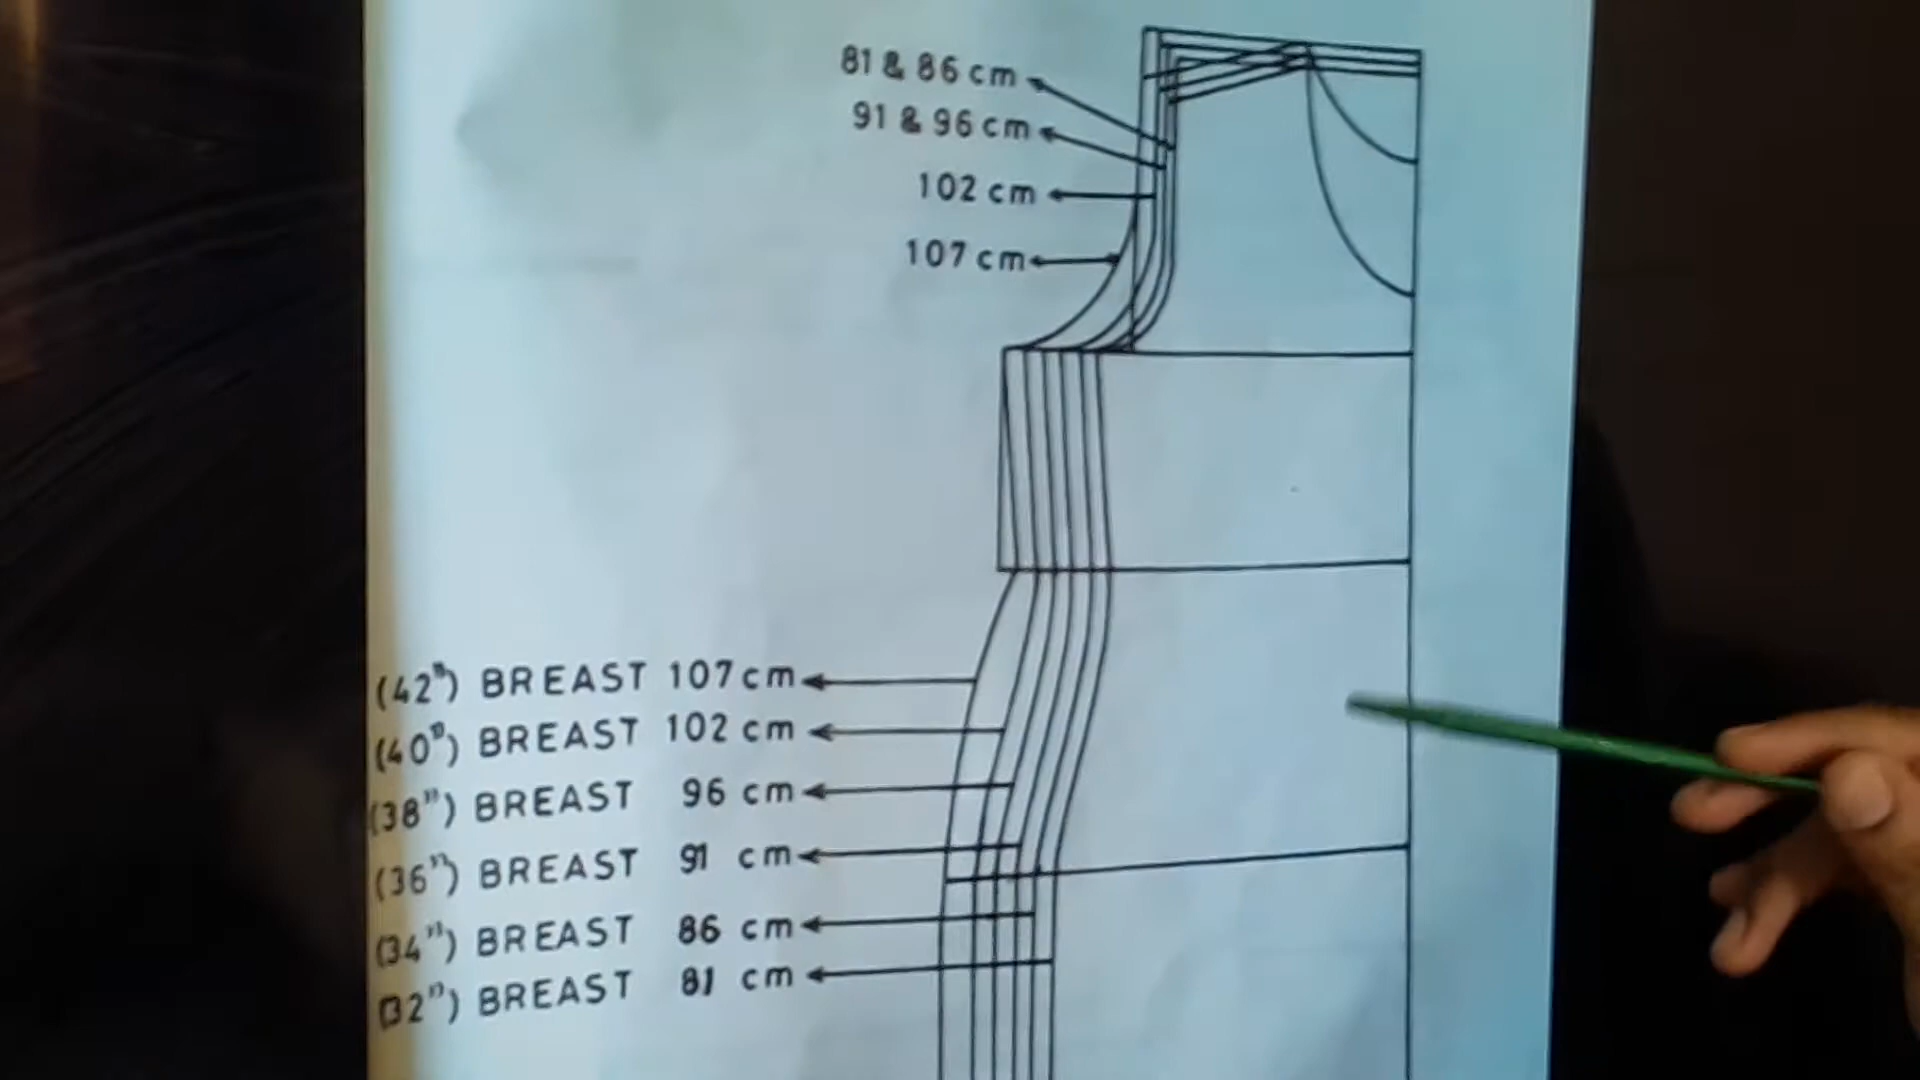 81 & 86 cm
91 & 96 cm
102 cm
107 cm
(42") BREAST 107 cm
(40") BREAST 102 cm
(38") BREAST 96 cm
(36") BREAST 91 cm
(34") BREAST 86 cm
(32") BREAST 81 cm